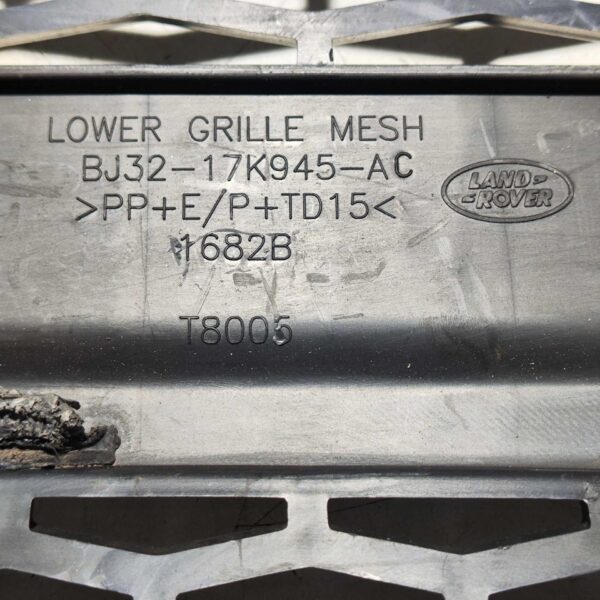 LOWER GRILLE MESH
BJ32-17K945-AC
>PP+E/P+TD15<
LAND-
-ROVER
1682B
T8005